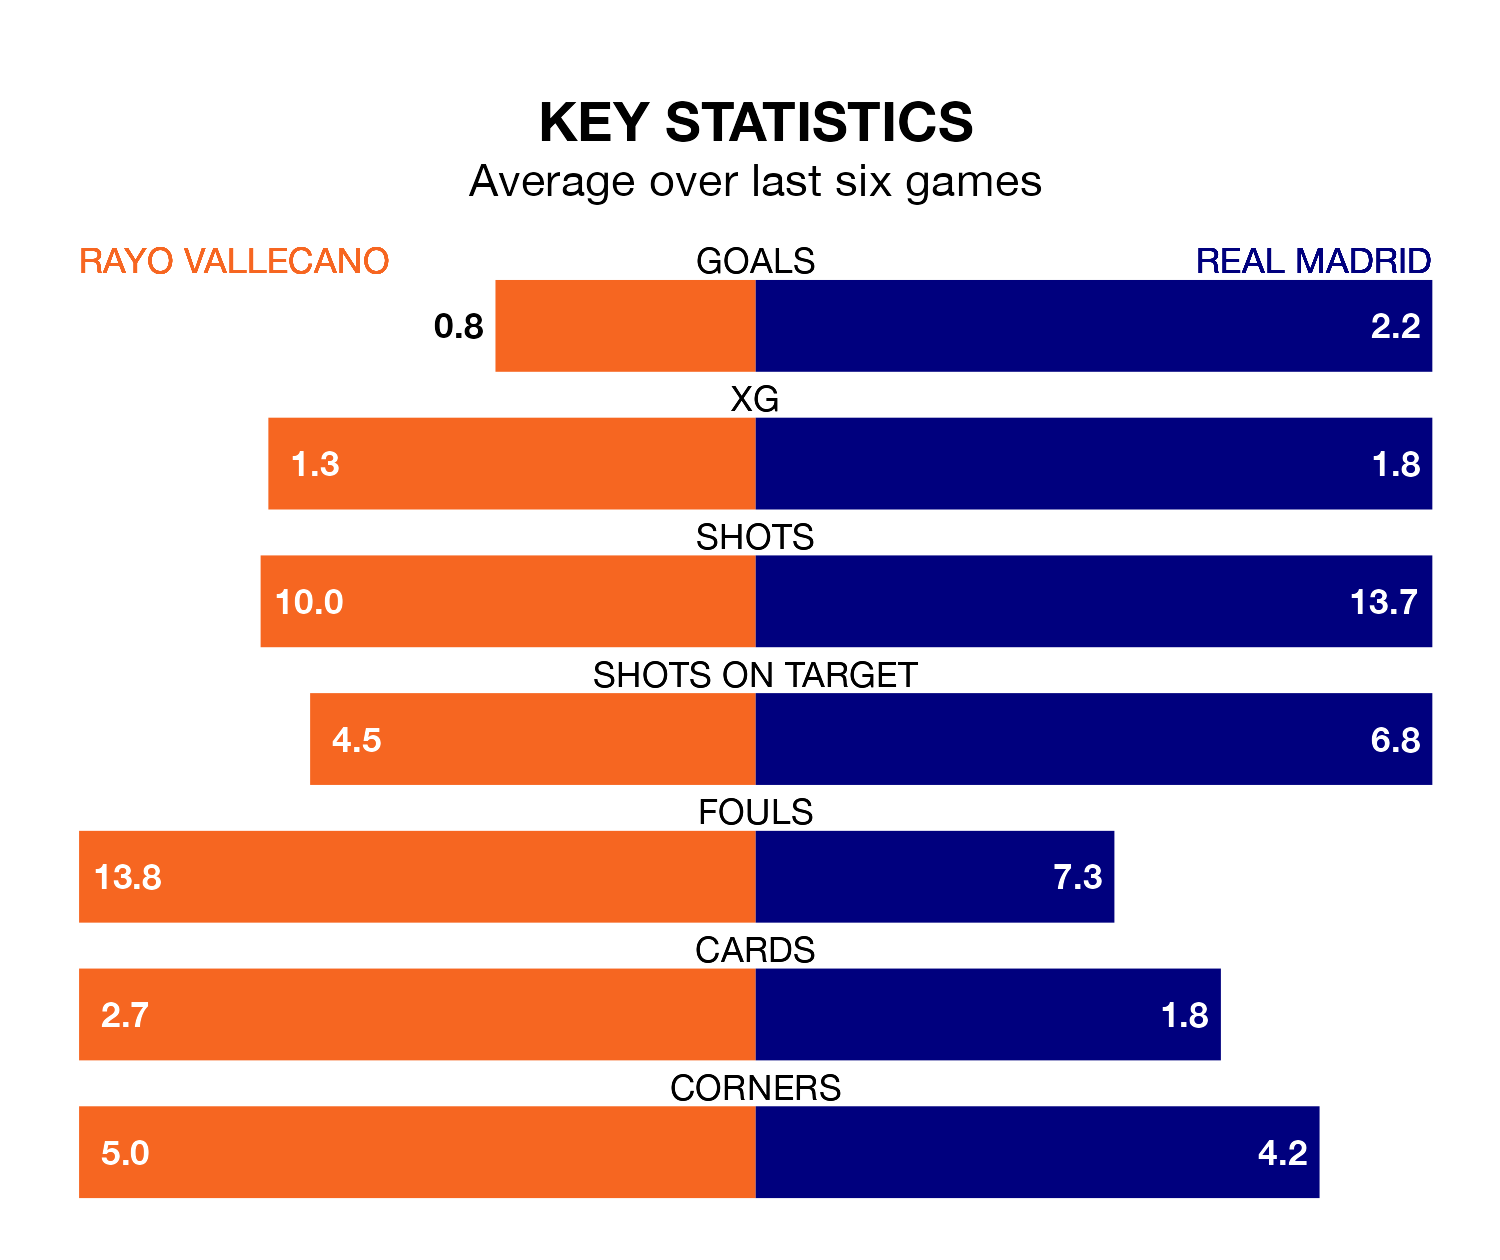 KEY STATISTICS
Average over last six games
RAYO VALLECANO GOALS REAL MADRID
0.8 2.2
XG
1.3 1.8
SHOTS
10.0 13.7
SHOTS ON TARGET
4.5 6.8
FOULS
13.8 7.3
CARDS
2.7 1.8
CORNERS
5.0 4.2